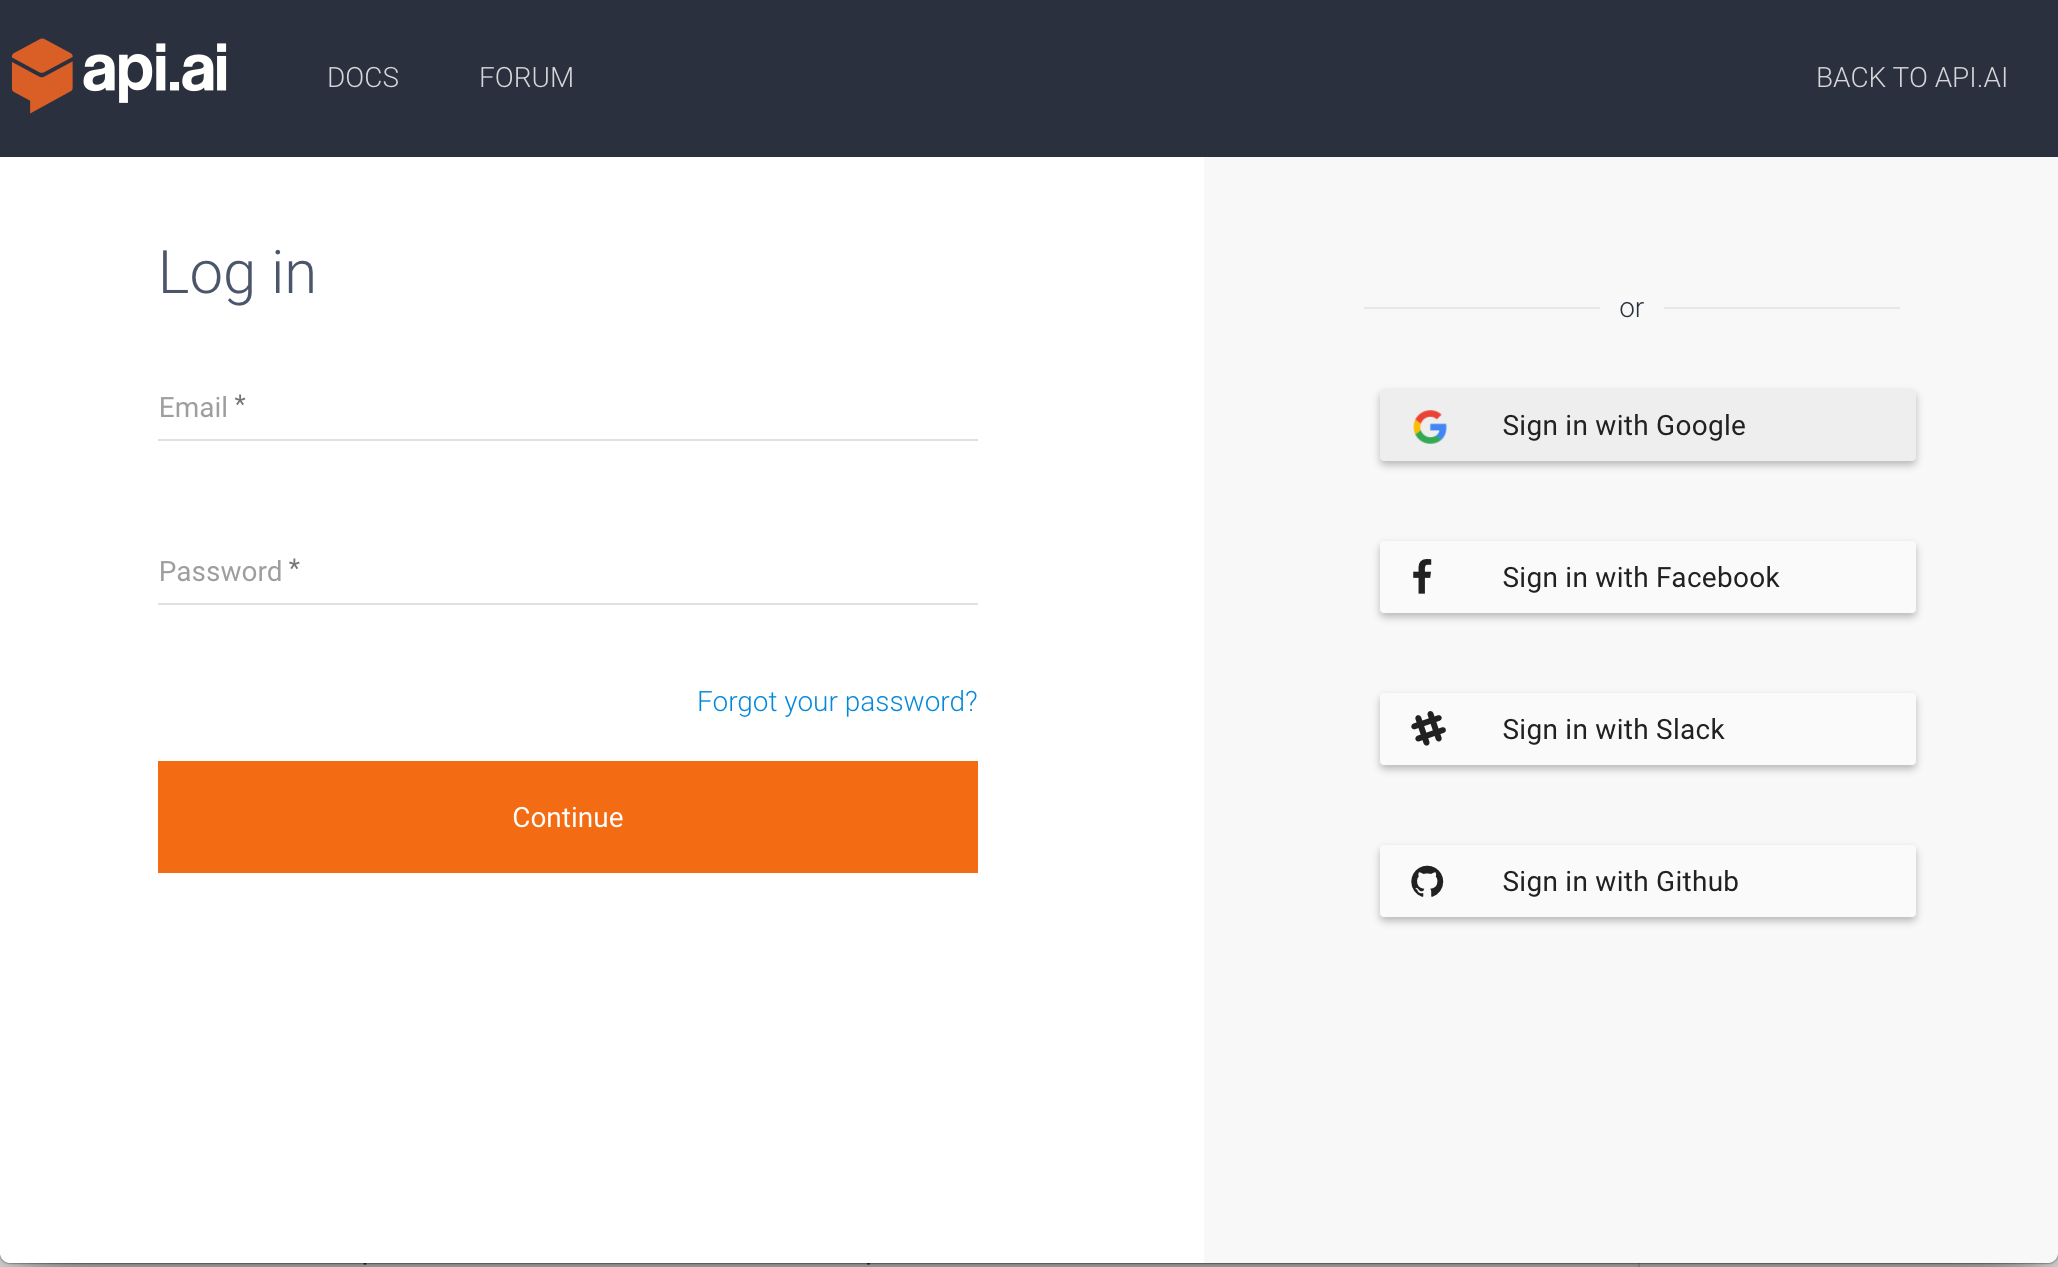 api.ai
DOCS
FORUM
BACK TO API.AI
Log in
Email *
Password *
Forgot your password?
Continue
or
Sign in with Google
Sign in with Facebook
Sign in with Slack
Sign in with Github